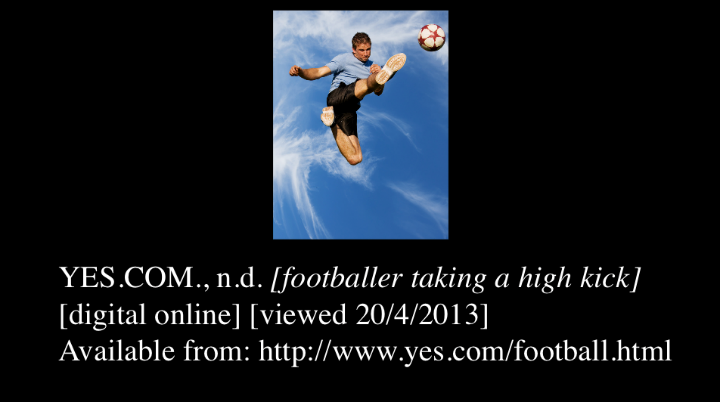 YES.COM., n.d. [footballer taking a high kick]
[digital online] [viewed 20/4/2013]
Available from: http://www.yes.com/football.html